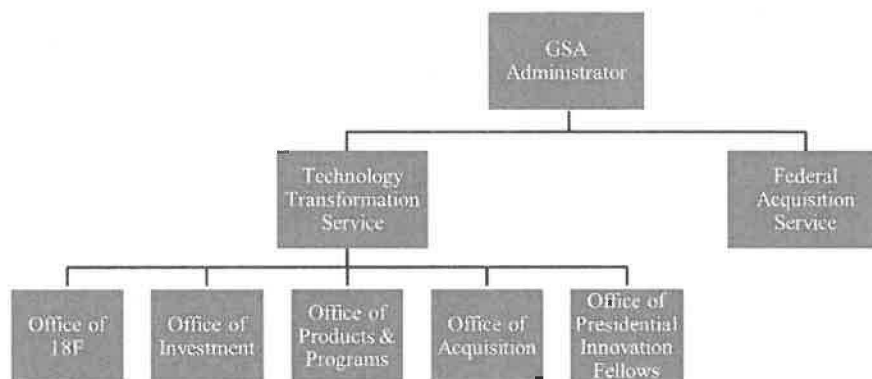 GSA
Administrator
Technology
Transformation
Service
Federal
Acquisition
Service
Office of
18F
Office of
Investment
Office of
Products &
Programs
Office of
Acquisition
Office of
Presidential
Innovation
Fellows